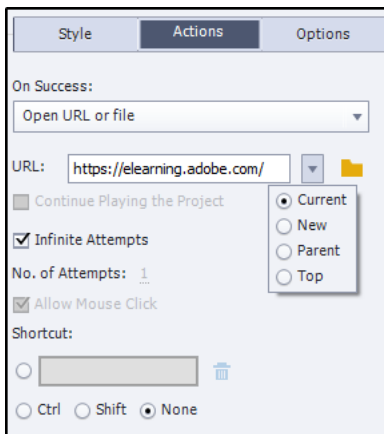 Style Actions Options
On Success:
Open URL or file
URL: https://elearning.adobe.com/
Continue Playing the Project
Current
New
Parent
Top
Infinite Attempts
No. of Attempts: 1
Allow Mouse Click
Shortcut:
Ctrl Shift None